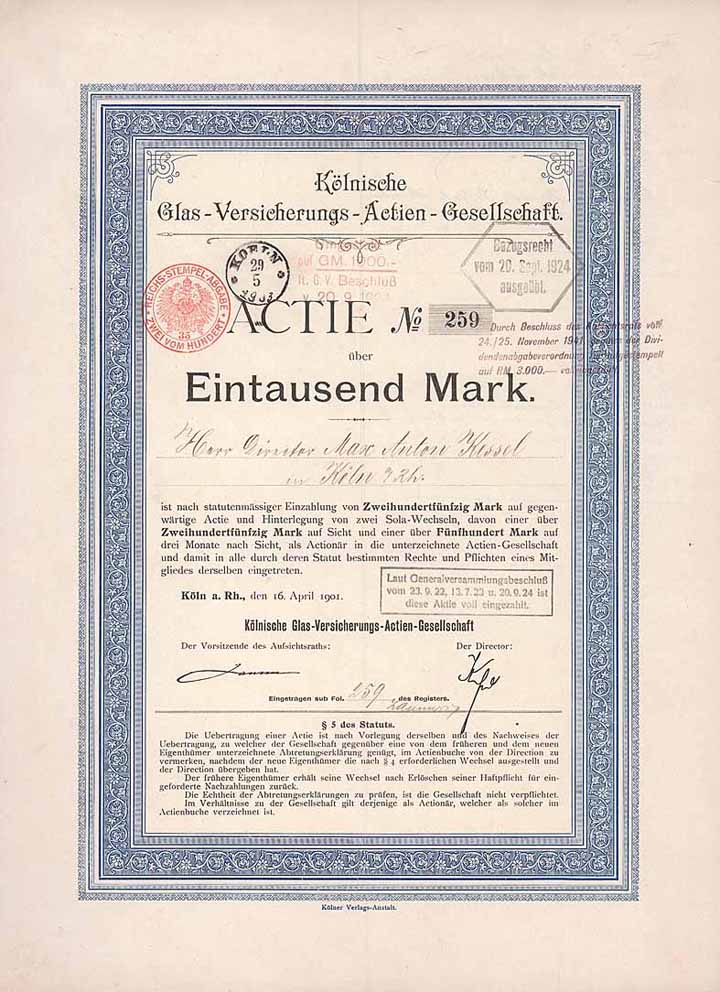 Kölnische
Glas-Versicherungs-Actien-Gesellschaft.
KOELN
29
5
auf GM. 1000.-
lt. G.V. Beschluß
v. 20.9.
Bezugsrecht
vom 20. Sept. 1924
ausgeübt.
REICHS-STEMPEL-ABGABE
ZWEI VOM HUNDERT
ACTIE No 259
Durch Beschluss des
24./25. November 1941
dendenabgabeverordnung
auf RM. 3.000.—
über
Eintausend Mark.
Herr Director Max Anton Kessel
in Köln a Rh.
ist nach statutenmässiger Einzahlung von Zweihundertfünfzig Mark auf gegen-
wärtige Actie und Hinterlegung von zwei Sola-Wechseln, davon einer über
Zweihundertfünfzig Mark auf Sicht und einer über Fünfhundert Mark auf
drei Monate nach Sicht, als Actionär in die unterzeichnete Actien-Gesellschaft
und damit in alle durch deren Statut bestimmten Rechte und Pflichten eines Mit-
gliedes derselben eingetreten.
Köln a. Rh., den 16. April 1901.
Laut Generalversammlungsbeschluß
vom 23.9.22, 13.7.23 u. 20.9.24 ist
diese Aktie voll eingezahlt.
Kölnische Glas-Versicherungs-Actien-Gesellschaft
Der Vorsitzende des Aufsichtsraths: Der Director:
Eingetragen sub Fol. 259 des Registers.
§ 5 des Statuts.
Die Uebertragung einer Actie ist nach Vorlegung derselben und des Nachweises der
Uebertragung, zu welcher der Gesellschaft gegenüber eine von dem früheren und dem neuen
Eigenthümer unterzeichnete Abtretungserklärung genügt, im Actienbuche von der Direction zu
vermerken, nachdem der neue Eigenthümer die nach § 4 erforderlichen Wechsel ausgestellt und
der Direction übergeben hat.
Der frühere Eigenthümer erhält seine Wechsel nach Erlöschen seiner Haftpflicht für ein-
geforderte Nachzahlungen zurück.
Die Echtheit der Abtretungserklärungen zu prüfen, ist die Gesellschaft nicht verpflichtet.
Im Verhältnisse zu der Gesellschaft gilt derjenige als Actionär, welcher als solcher im
Actienbuche verzeichnet ist.
Kölner Verlags-Anstalt.